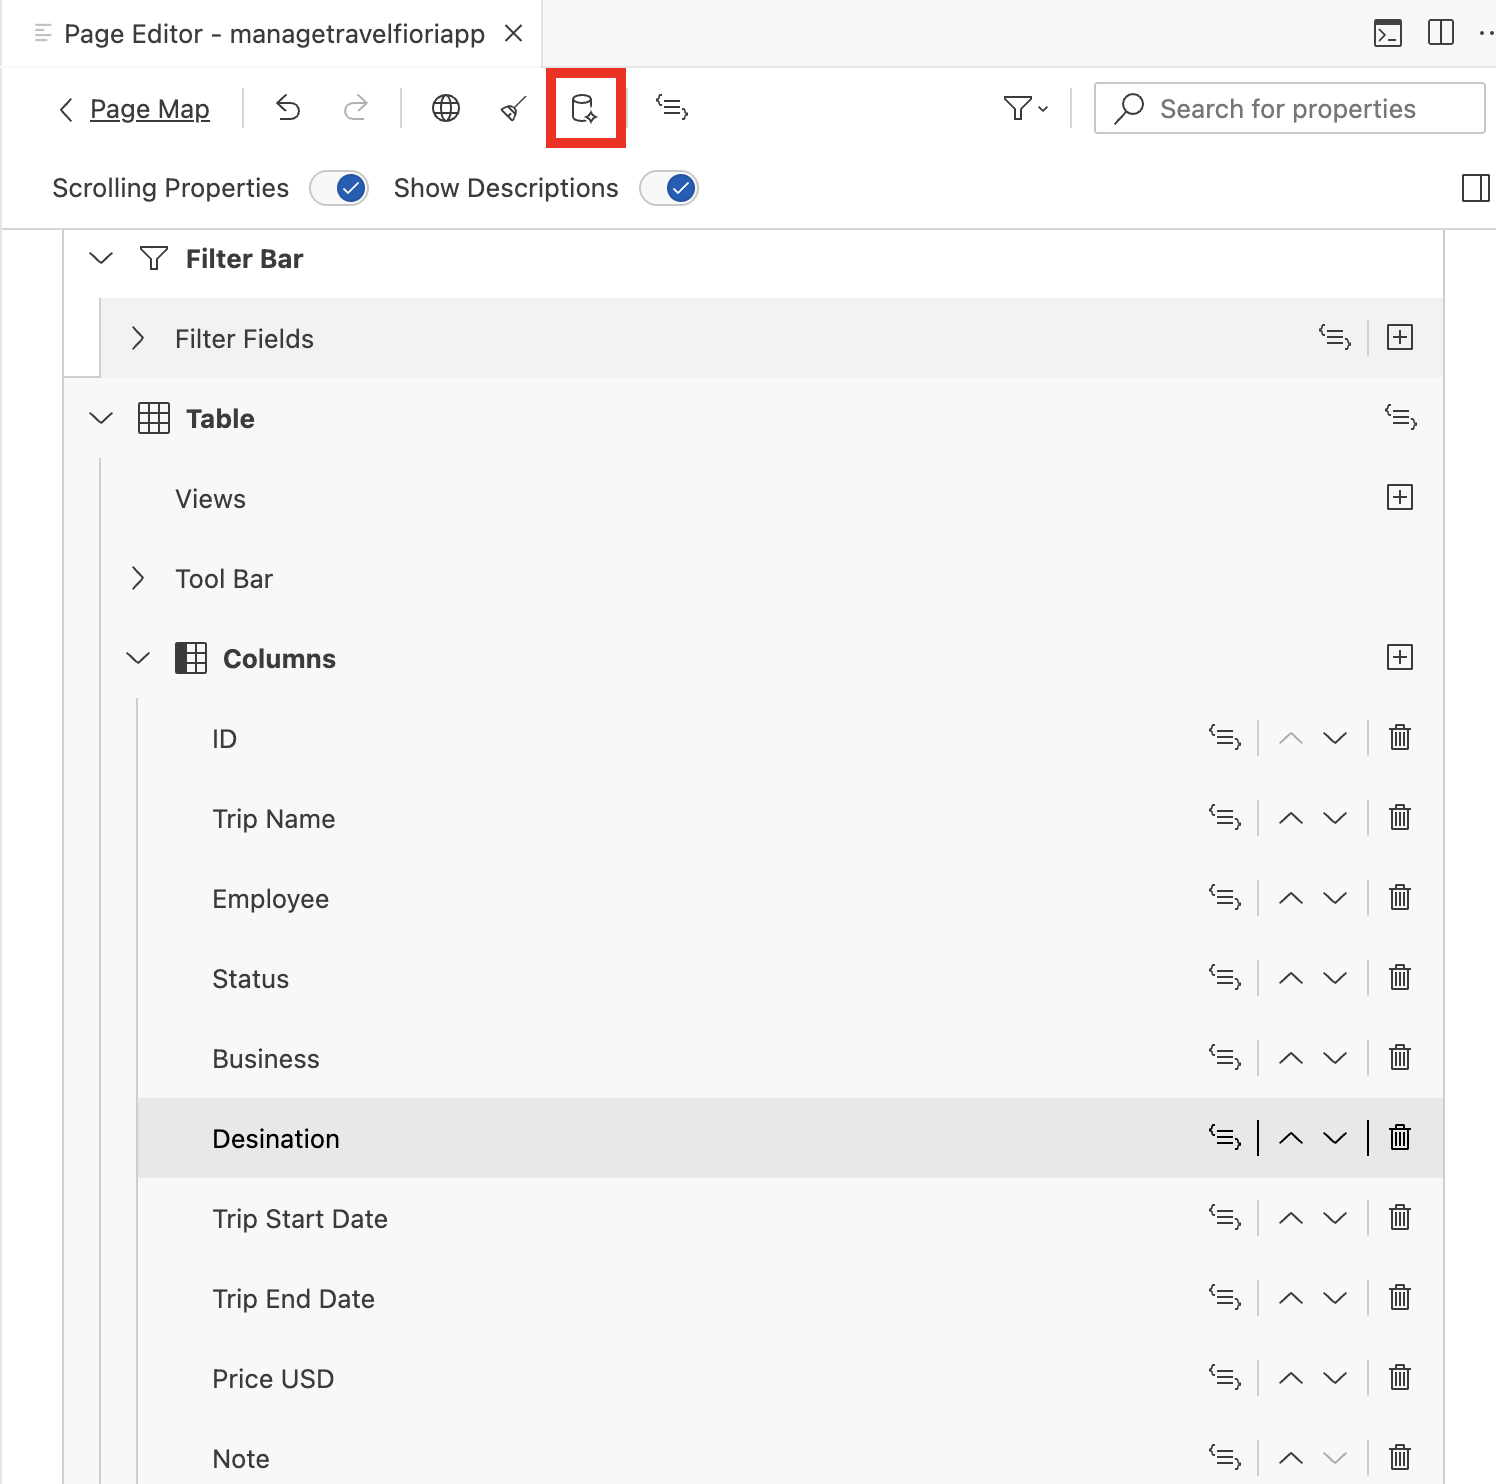 Page Editor - managetravelfioriapp
Page Map
Search for properties
Scrolling Properties
Show Descriptions
Filter Bar
Filter Fields
Table
Views
Tool Bar
Columns
ID
Trip Name
Employee
Status
Business
Desination
Trip Start Date
Trip End Date
Price USD
Note